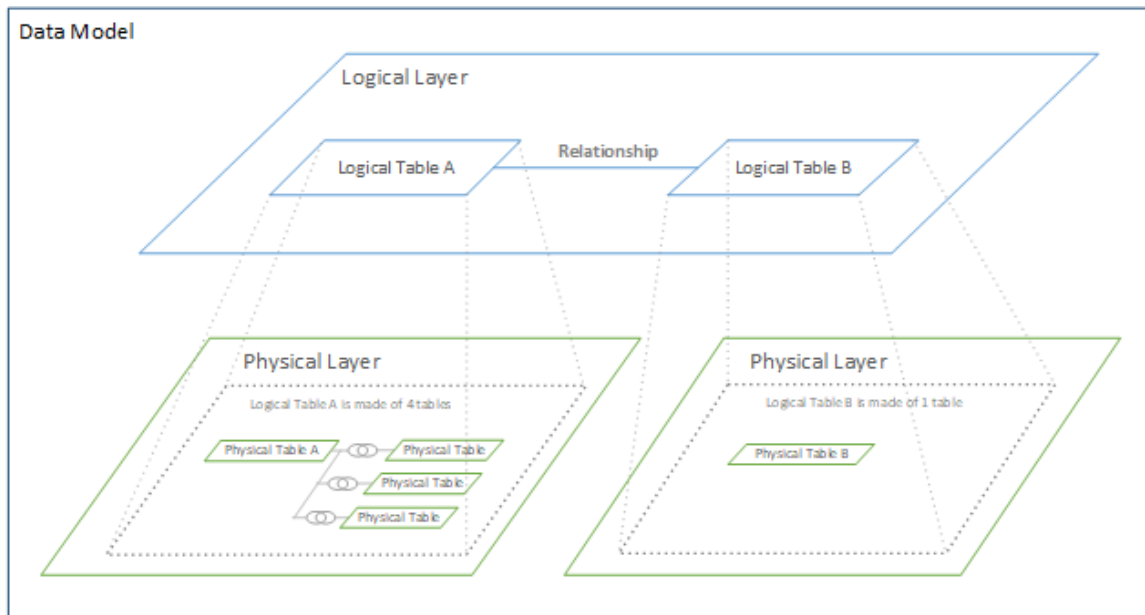 Data Model
Logical Layer
Logical Table A
Relationship
Logical Table B
Physical Layer
Logical Table A is made of 4 tables
Physical Table A
Physical Table
Physical Table
Physical Table
Physical Layer
Logical Table B is made of 1 table
Physical Table B